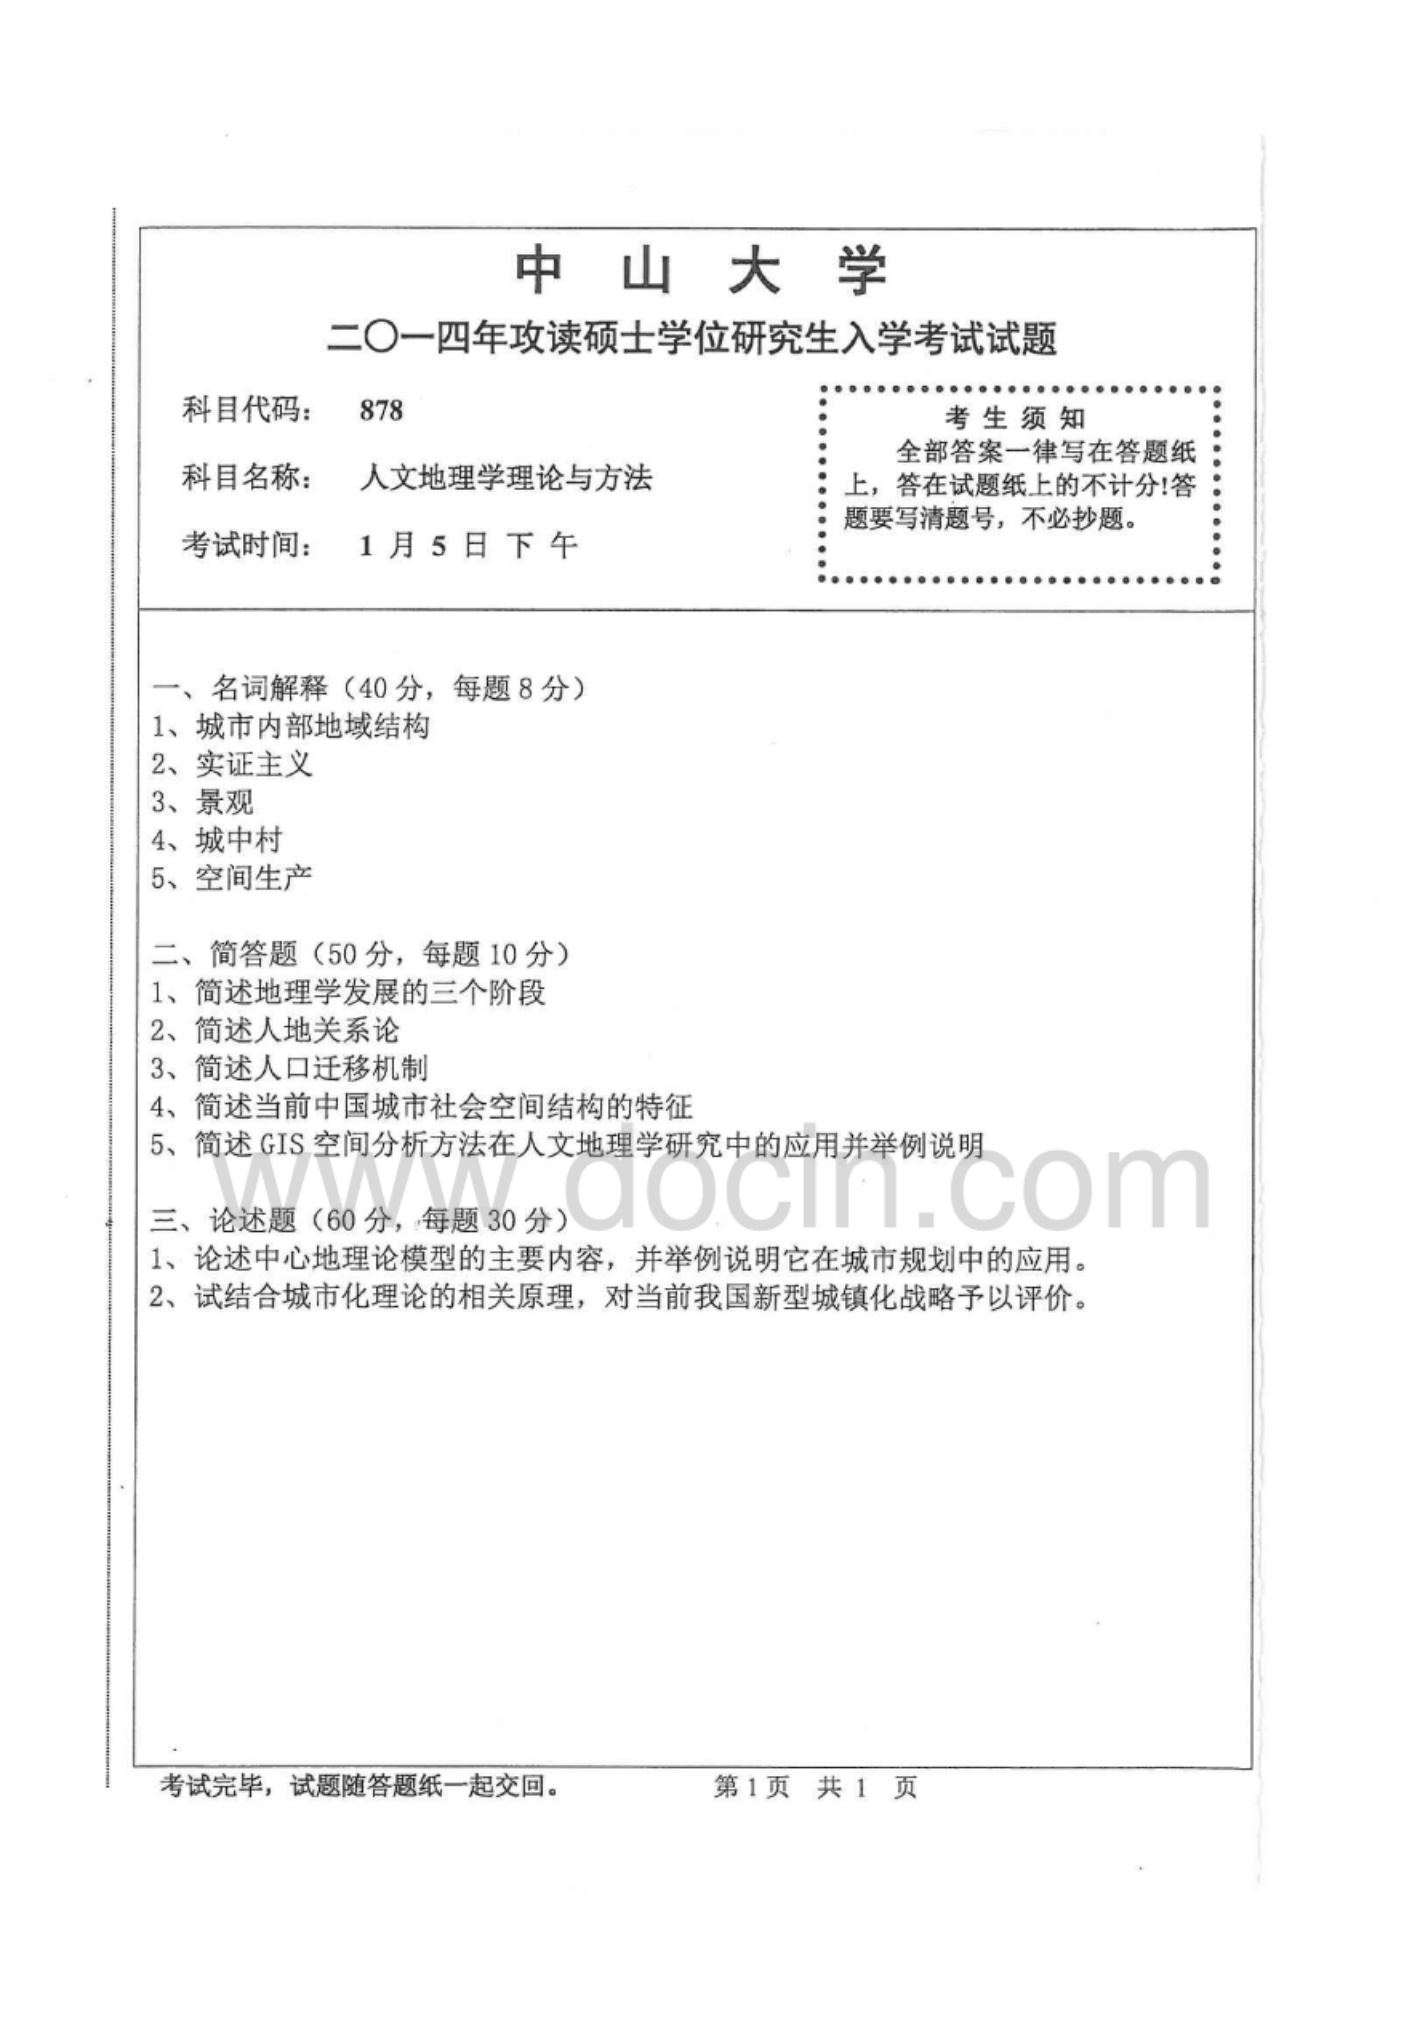 中 山 大 学
二〇一四年攻读硕士学位研究生入学考试试题
科目代码： 878
科目名称： 人文地理学理论与方法
考试时间： 1 月 5 日 下 午
考 生 须 知
全部答案一律写在答题纸
上，答在试题纸上的不计分!答
题要写清题号，不必抄题。
一、名词解释（40 分，每题 8 分）
1、城市内部地域结构
2、实证主义
3、景观
4、城中村
5、空间生产
二、简答题（50 分，每题 10 分）
1、简述地理学发展的三个阶段
2、简述人地关系论
3、简述人口迁移机制
4、简述当前中国城市社会空间结构的特征
5、简述 GIS 空间分析方法在人文地理学研究中的应用并举例说明
www.docin.com
三、论述题（60 分，每题 30 分）
1、论述中心地理论模型的主要内容，并举例说明它在城市规划中的应用。
2、试结合城市化理论的相关原理，对当前我国新型城镇化战略予以评价。
考试完毕，试题随答题纸一起交回。 第 1 页 共 1 页